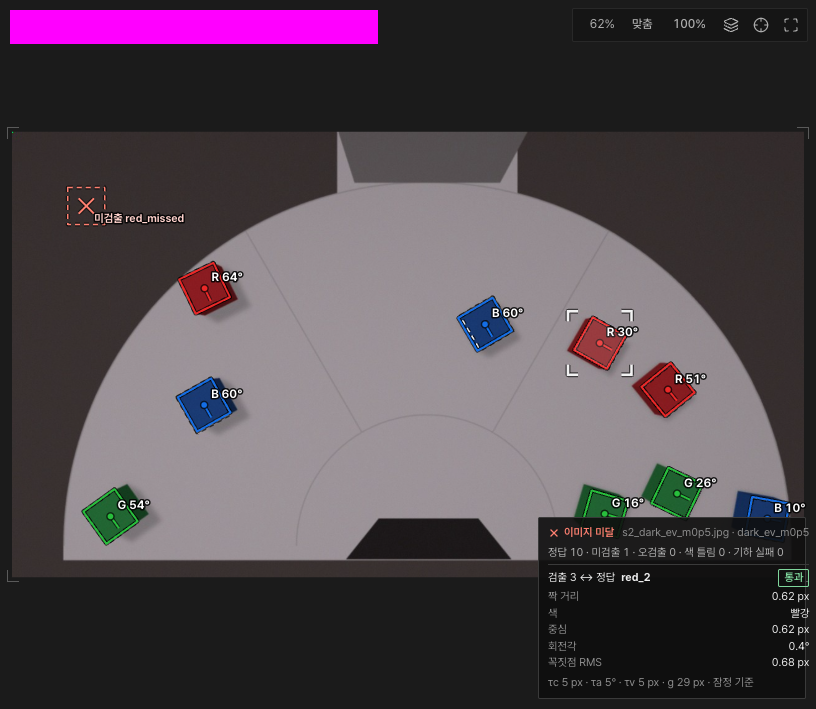 62% 맞춤 100%
미검출 red_missed
R 64°
B 60°
R 30°
R 51°
B 60°
G 26°
G 54°
G 16°
B 10°
× 이미지 미달 s2_dark_ev_m0p5.jpg · dark_ev_m0p5
정답 10 · 미검출 1 · 오검출 0 · 색 틀림 0 · 기하 실패 0
검출 3 ↔ 정답 red_2 통과
짝 거리 0.62 px
색 빨강
중심 0.62 px
회전각 0.4°
꼭짓점 RMS 0.68 px
τc 5 px · τa 5° · τv 5 px · g 29 px · 잠정 기준